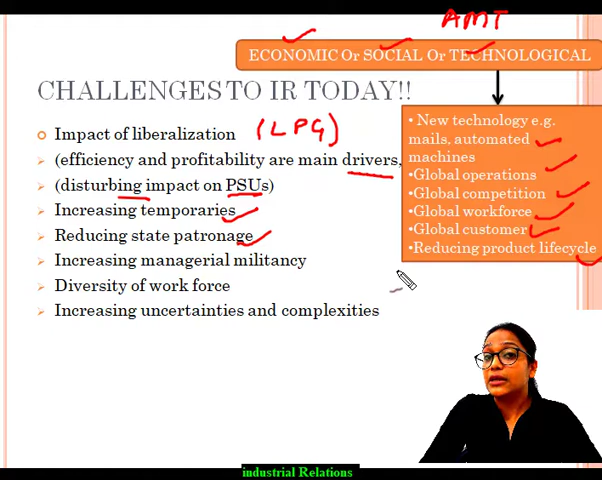 AMT
ECONOMIC Or SOCIAL Or TECHNOLOGICAL
CHALLENGES TO IR TODAY!!
Impact of liberalization (LPG)
(efficiency and profitability are main drivers,
(disturbing impact on PSUs)
Increasing temporaries
Reducing state patronage
Increasing managerial militancy
Diversity of work force
Increasing uncertainties and complexities
• New technology e.g.
mails, automated
machines
• Global operations
• Global competition
• Global workforce
• Global customer
• Reducing product lifecycle
industrial Relations